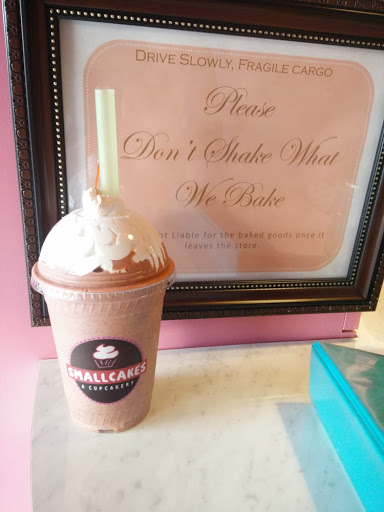 DRIVE SLOWLY, FRAGILE CARGO
Please
Don't Shake What
We Bake
Liable for the baked goods once it
leaves the store.
SMALLCAKES
A CUPCAKERY